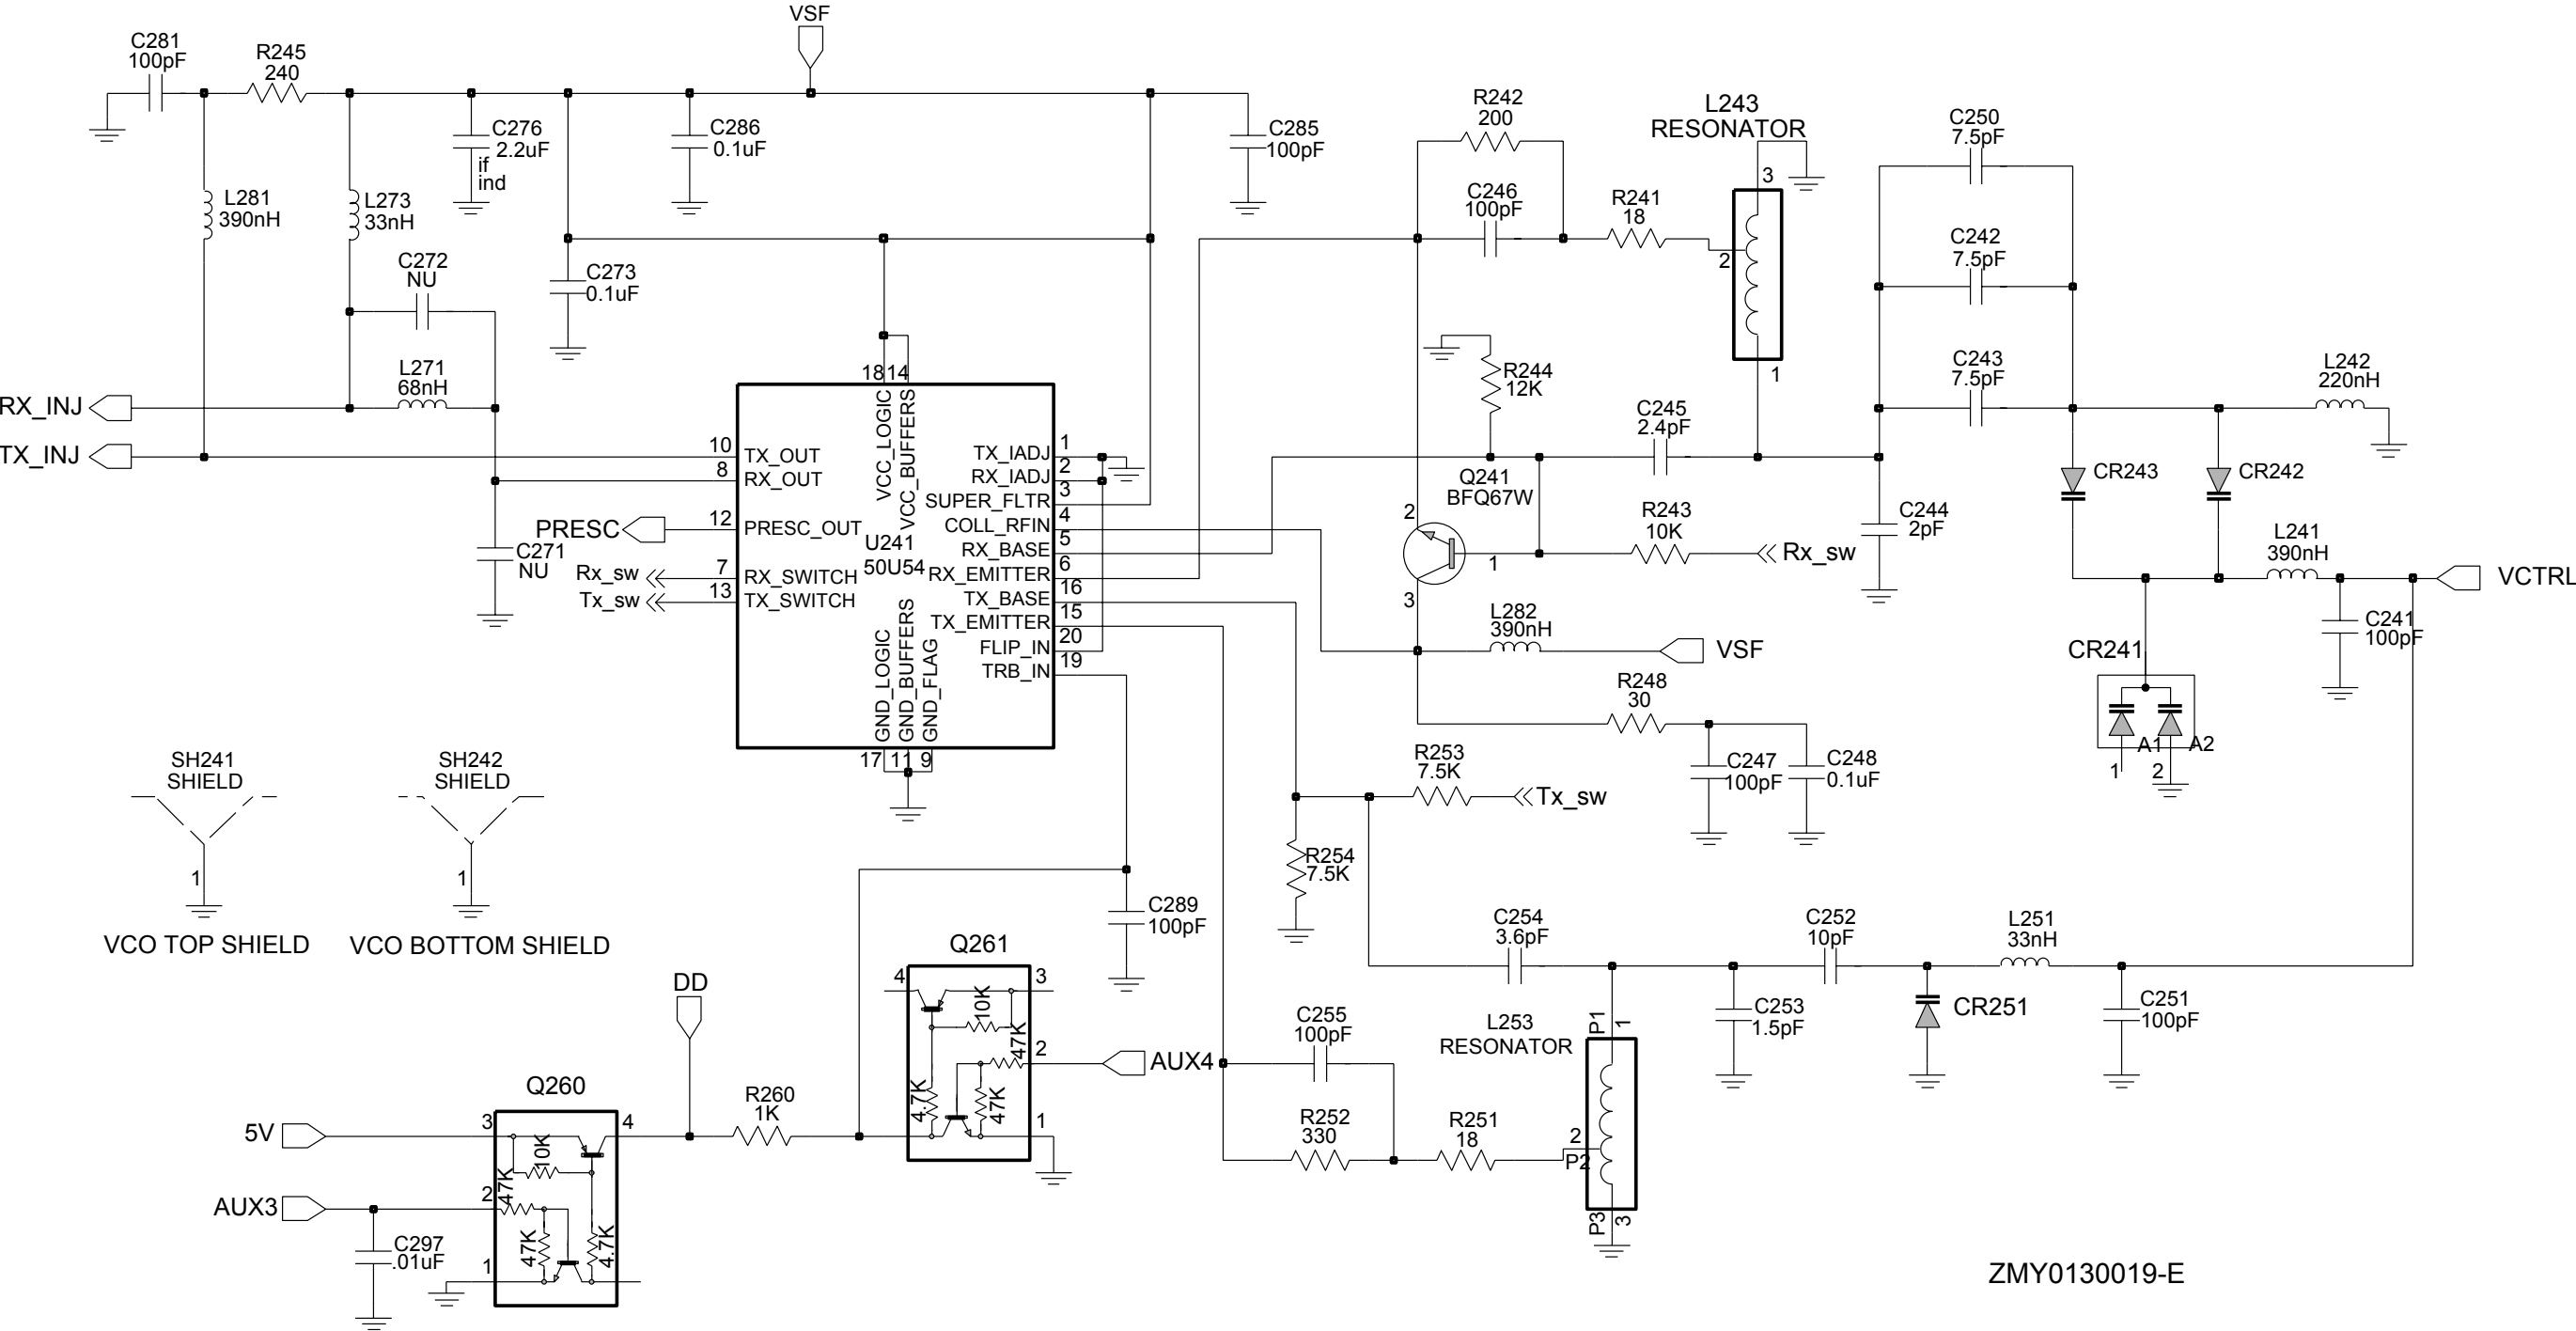 VSF
C281
100pF
R245
240
C276
2.2uF
if
ind
C286
0.1uF
C285
100pF
L281
390nH
L273
33nH
C272
NU
C273
0.1uF
L271
68nH
RX_INJ
TX_INJ
PRESC
C271
NU
Rx_sw
Tx_sw
10
8
12
7
13
18
14
VCC_LOGIC
VCC_BUFFERS
TX_OUT
RX_OUT
PRESC_OUT
RX_SWITCH
TX_SWITCH
U241
50U54
TX_IADJ
RX_IADJ
SUPER_FLTR
COLL_RFIN
RX_BASE
RX_EMITTER
TX_BASE
TX_EMITTER
FLIP_IN
TRB_IN
1
2
3
4
5
6
16
15
20
19
GND_LOGIC
GND_BUFFERS
GND_FLAG
17
11
9
R242
200
C246
100pF
R241
18
L243
RESONATOR
3
2
1
R244
12K
C245
2.4pF
Q241
BFQ67W
2
1
3
R243
10K
Rx_sw
L282
390nH
VSF
R248
30
C247
100pF
C248
0.1uF
C250
7.5pF
C242
7.5pF
C243
7.5pF
C244
2pF
L242
220nH
CR243
CR242
L241
390nH
VCTRL
C241
100pF
CR241
A1
A2
1
2
R253
7.5K
Tx_sw
R254
7.5K
C254
3.6pF
C252
10pF
L251
33nH
C253
1.5pF
CR251
C251
100pF
L253
RESONATOR
P1
1
2
P2
P3
3
C255
100pF
R252
330
R251
18
SH241
SHIELD
1
VCO TOP SHIELD
SH242
SHIELD
1
VCO BOTTOM SHIELD
C289
100pF
Q261
4
3
10K
47K
2
AUX4
4.7K
47K
1
DD
R260
1K
Q260
5V
3
4
10K
47K
AUX3
2
47K
4.7K
1
C297
.01uF
ZMY0130019-E